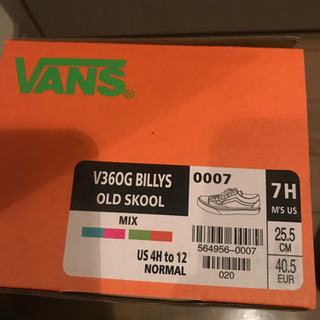 VANS®
V36OG BILLYS
OLD SKOOL
MIX
US 4H to 12
NORMAL
0007
564956-0007
020
7H
M'S US
25.5
CM
40.5
EUR